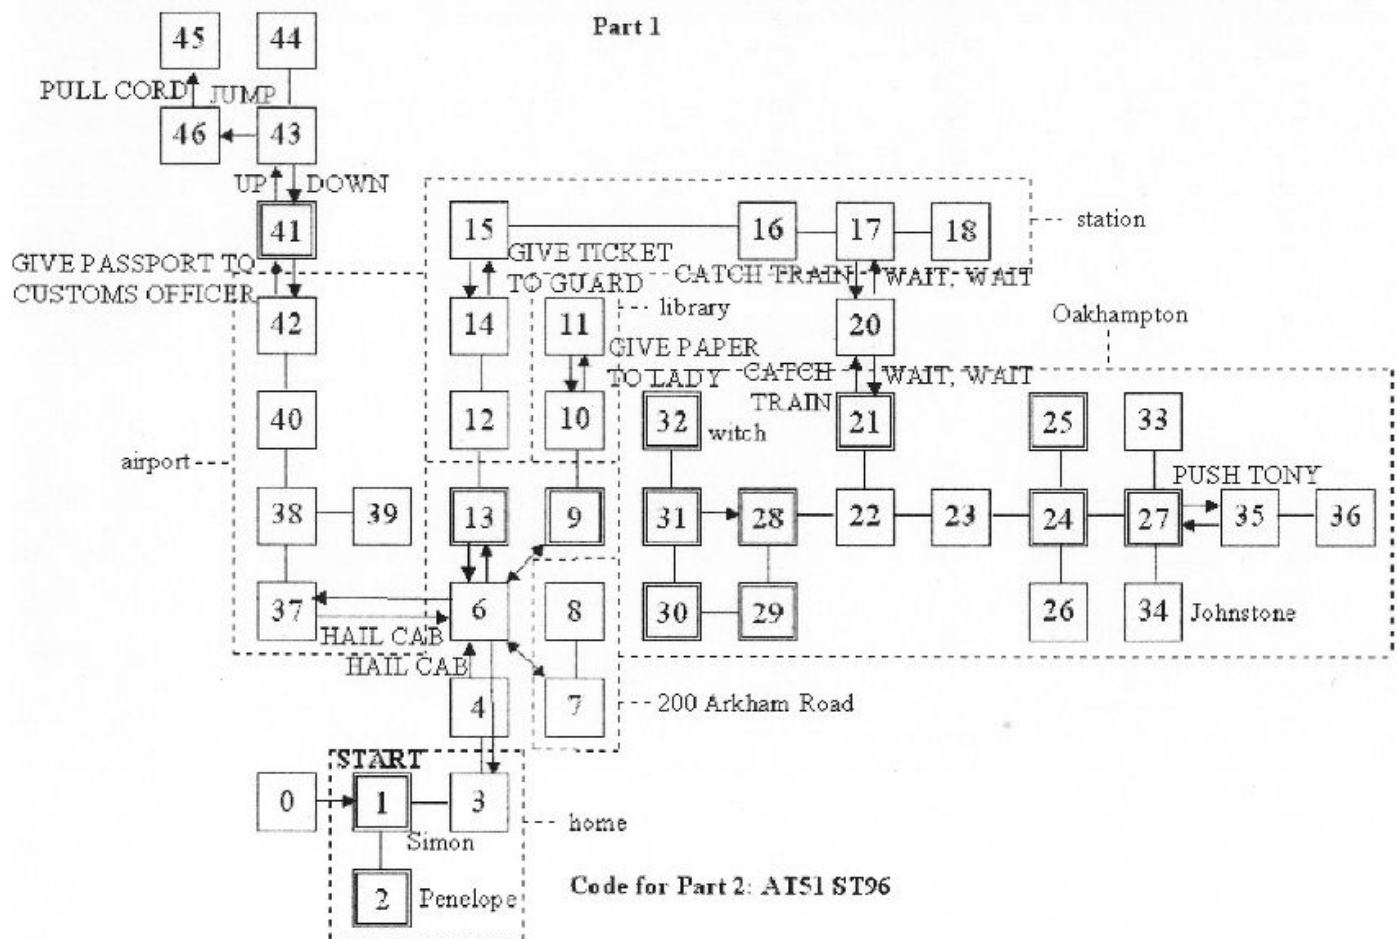 Part 1
45 44
PULL CORD JUMP
46 43
UP DOWN
41 15 16 17 18 station
GIVE PASSPORT TO GIVE TICKET
CUSTOMS OFFICER TO GUARD CATCH TRAIN WAIT, WAIT
42 14 11 library 20 Oakhampton
GIVE PAPER
TO LADY CATCH WAIT, WAIT
TRAIN
40 12 10 32 witch 21 25 33
airport
PUSH TONY
38 39 13 9 31 28 22 23 24 27 35 36
37 6 8 30 29 26 34 Johnstone
HAIL CAB
HAIL CAB
4 7 200 Arkham Road
START
0 1 3 home
Simon
2 Penelope
Code for Part 2: AT51 ST96